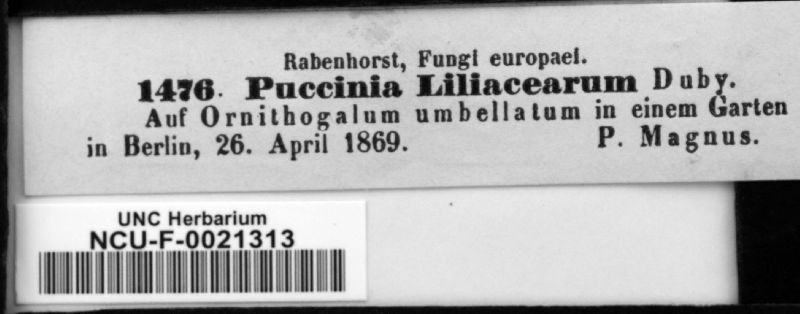 Rabenhorst, Fungi europaei.
1476. Puccinia Liliacearum Duby.
Auf Ornithogalum umbellatum in einem Garten
in Berlin, 26. April 1869. P. Magnus.
UNC Herbarium
NCU-F-0021313